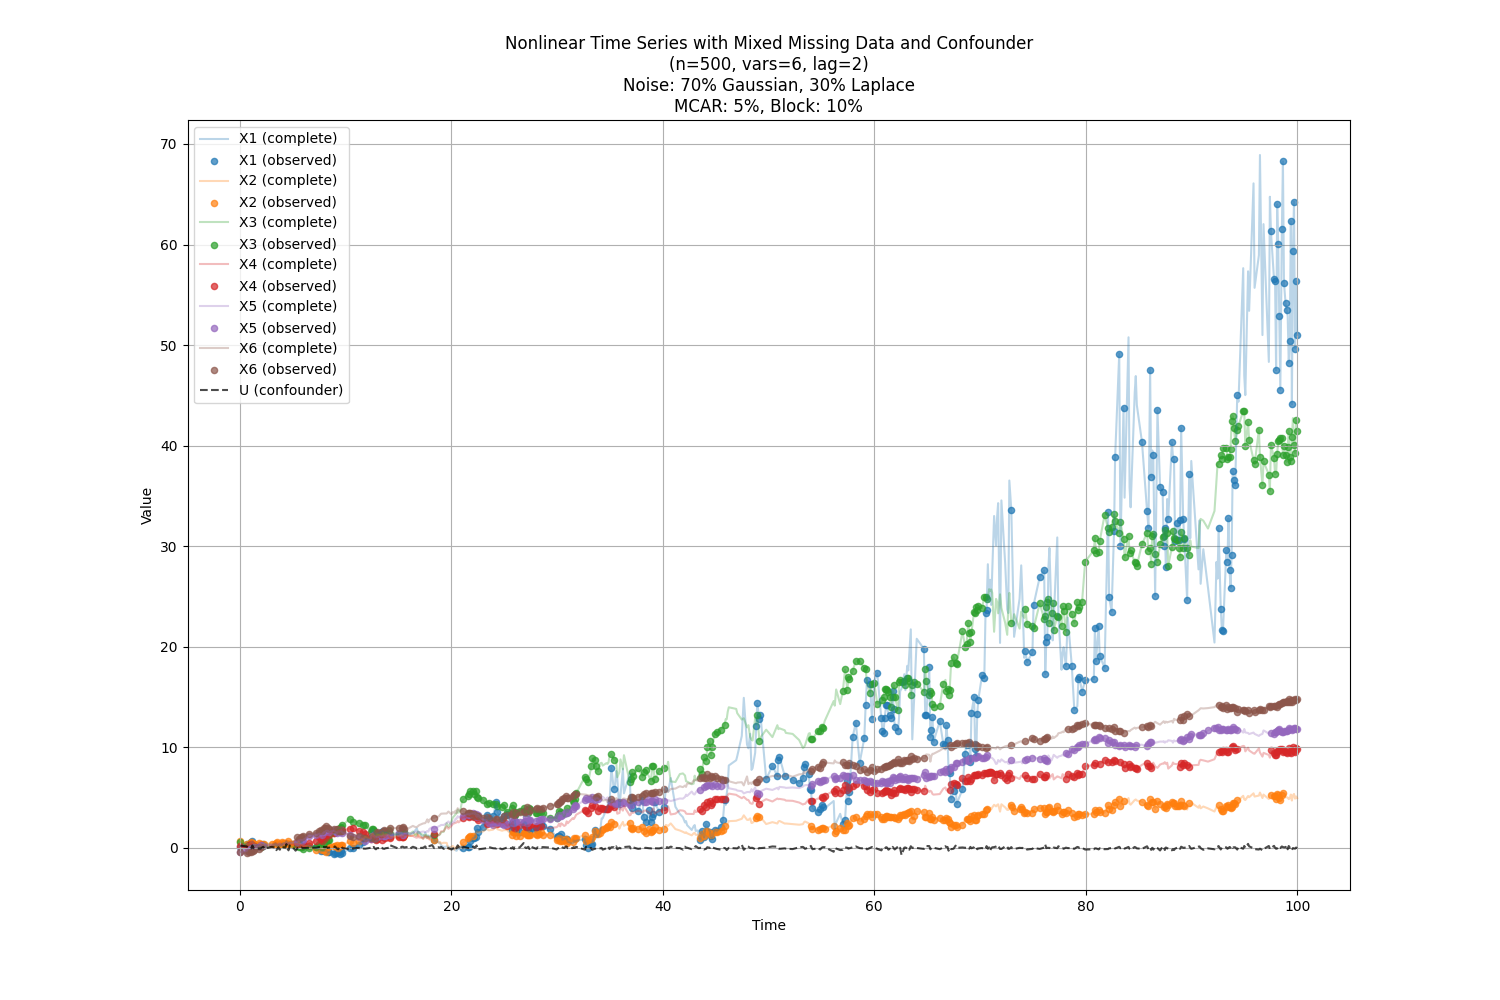 Nonlinear Time Series with Mixed Missing Data and Confounder
(n=500, vars=6, lag=2)
Noise: 70% Gaussian, 30% Laplace
MCAR: 5%, Block: 10%
X1 (complete)
X1 (observed)
X2 (complete)
X2 (observed)
X3 (complete)
X3 (observed)
X4 (complete)
X4 (observed)
X5 (complete)
X5 (observed)
X6 (complete)
X6 (observed)
U (confounder)
70
60
50
40
30
20
10
0
Value
0 20 40 60 80 100
Time